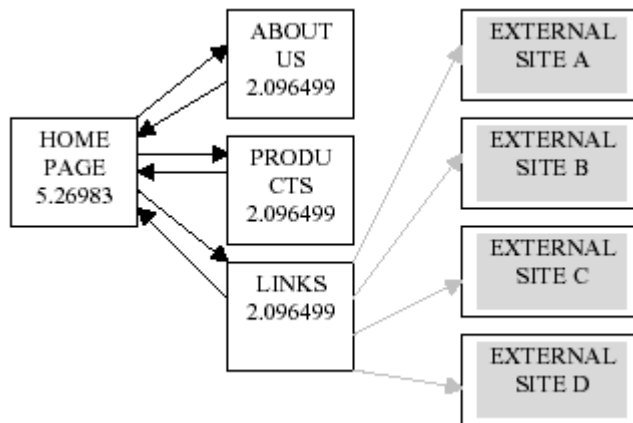 HOME
PAGE
5.26983
ABOUT
US
2.096499
PRODU
CTS
2.096499
LINKS
2.096499
EXTERNAL
SITE A
EXTERNAL
SITE B
EXTERNAL
SITE C
EXTERNAL
SITE D